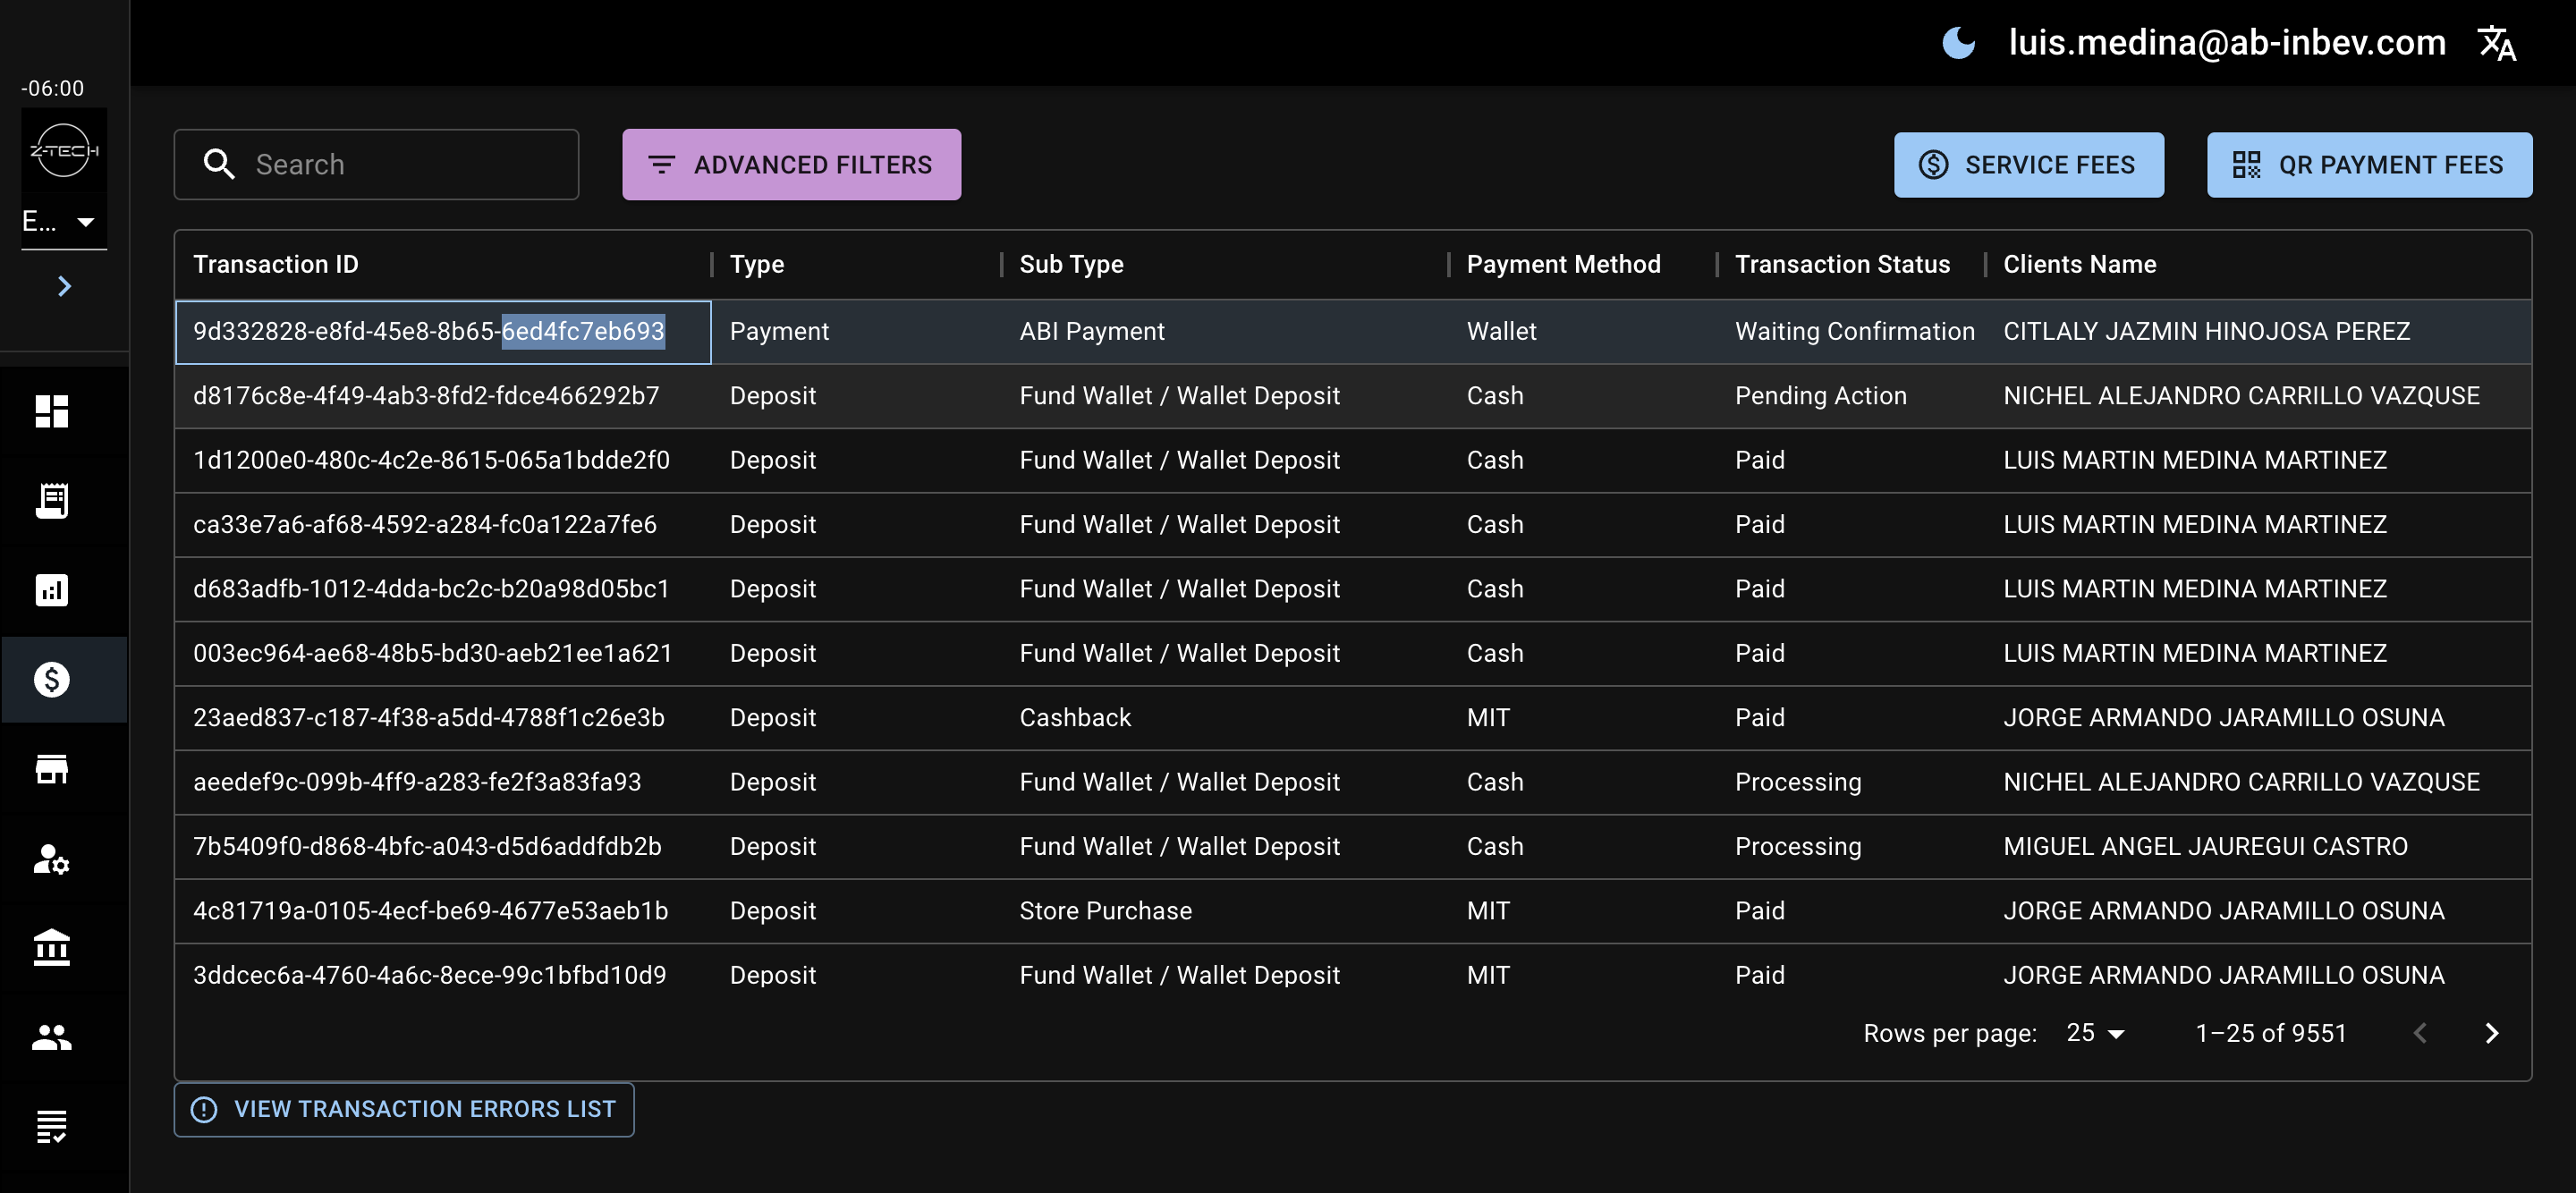 luis.medina@ab-inbev.com
-06:00
Z-TECH
E...
Search
ADVANCED FILTERS
SERVICE FEES
QR PAYMENT FEES
Transaction ID Type Sub Type Payment Method Transaction Status Clients Name
9d332828-e8fd-45e8-8b65-6ed4fc7eb693 Payment ABI Payment Wallet Waiting Confirmation CITLALY JAZMIN HINOJOSA PEREZ
d8176c8e-4f49-4ab3-8fd2-fdce466292b7 Deposit Fund Wallet / Wallet Deposit Cash Pending Action NICHEL ALEJANDRO CARRILLO VAZQUSE
1d1200e0-480c-4c2e-8615-065a1bdde2f0 Deposit Fund Wallet / Wallet Deposit Cash Paid LUIS MARTIN MEDINA MARTINEZ
ca33e7a6-af68-4592-a284-fc0a122a7fe6 Deposit Fund Wallet / Wallet Deposit Cash Paid LUIS MARTIN MEDINA MARTINEZ
d683adfb-1012-4dda-bc2c-b20a98d05bc1 Deposit Fund Wallet / Wallet Deposit Cash Paid LUIS MARTIN MEDINA MARTINEZ
003ec964-ae68-48b5-bd30-aeb21ee1a621 Deposit Fund Wallet / Wallet Deposit Cash Paid LUIS MARTIN MEDINA MARTINEZ
23aed837-c187-4f38-a5dd-4788f1c26e3b Deposit Cashback MIT Paid JORGE ARMANDO JARAMILLO OSUNA
aeedef9c-099b-4ff9-a283-fe2f3a83fa93 Deposit Fund Wallet / Wallet Deposit Cash Processing NICHEL ALEJANDRO CARRILLO VAZQUSE
7b5409f0-d868-4bfc-a043-d5d6addfdb2b Deposit Fund Wallet / Wallet Deposit Cash Processing MIGUEL ANGEL JAUREGUI CASTRO
4c81719a-0105-4ecf-be69-4677e53aeb1b Deposit Store Purchase MIT Paid JORGE ARMANDO JARAMILLO OSUNA
3ddcec6a-4760-4a6c-8ece-99c1bfbd10d9 Deposit Fund Wallet / Wallet Deposit MIT Paid JORGE ARMANDO JARAMILLO OSUNA
Rows per page: 25 1–25 of 9551
VIEW TRANSACTION ERRORS LIST